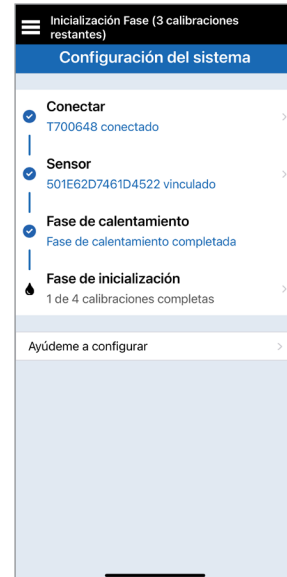 Inicialización Fase (3 calibraciones
restantes)
Configuración del sistema
Conectar
T700648 conectado
Sensor
501E62D7461D4522 vinculado
Fase de calentamiento
Fase de calentamiento completada
Fase de inicialización
1 de 4 calibraciones completas
Ayúdeme a configurar